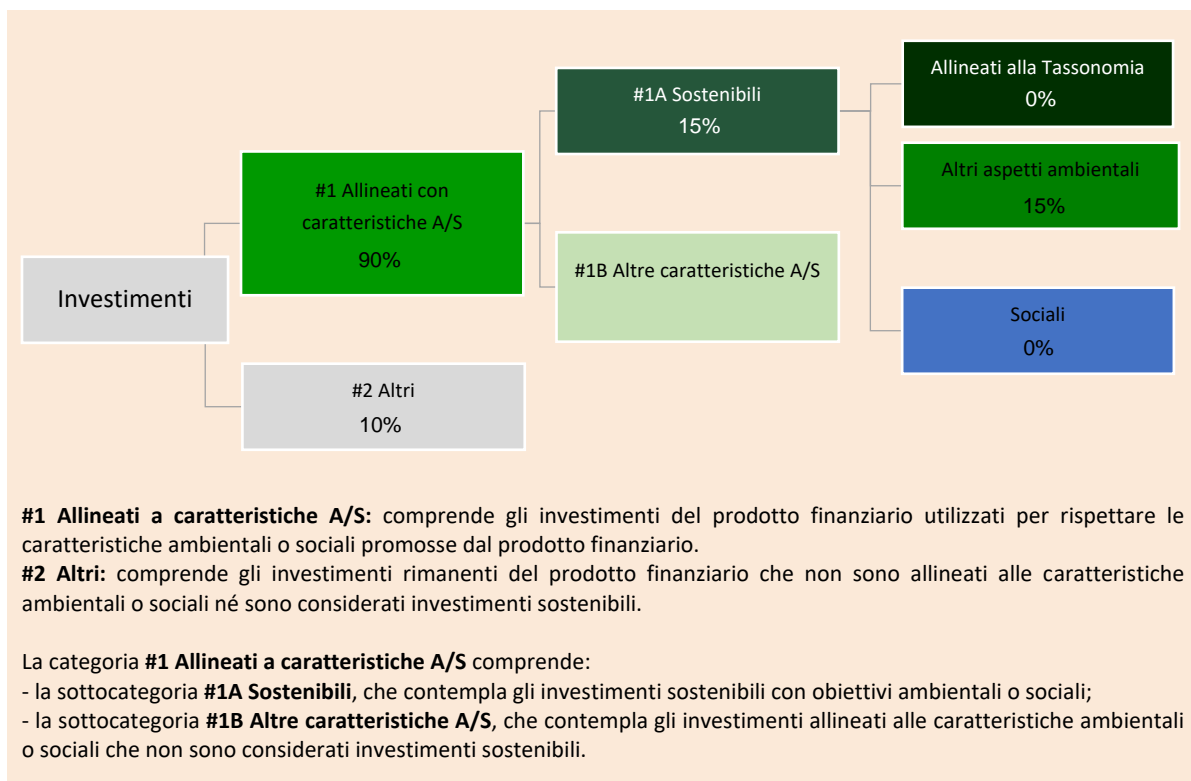 Allineati alla Tassonomia
0%
#1A Sostenibili
15%
Altri aspetti ambientali
15%
#1 Allineati con
caratteristiche A/S
90%
#1B Altre caratteristiche A/S
Investimenti
Sociali
0%
#2 Altri
10%
#1 Allineati a caratteristiche A/S: comprende gli investimenti del prodotto finanziario utilizzati per rispettare le
caratteristiche ambientali o sociali promosse dal prodotto finanziario.
#2 Altri: comprende gli investimenti rimanenti del prodotto finanziario che non sono allineati alle caratteristiche
ambientali o sociali né sono considerati investimenti sostenibili.
La categoria #1 Allineati a caratteristiche A/S comprende:
- la sottocategoria #1A Sostenibili, che contempla gli investimenti sostenibili con obiettivi ambientali o sociali;
- la sottocategoria #1B Altre caratteristiche A/S, che contempla gli investimenti allineati alle caratteristiche ambientali
o sociali che non sono considerati investimenti sostenibili.